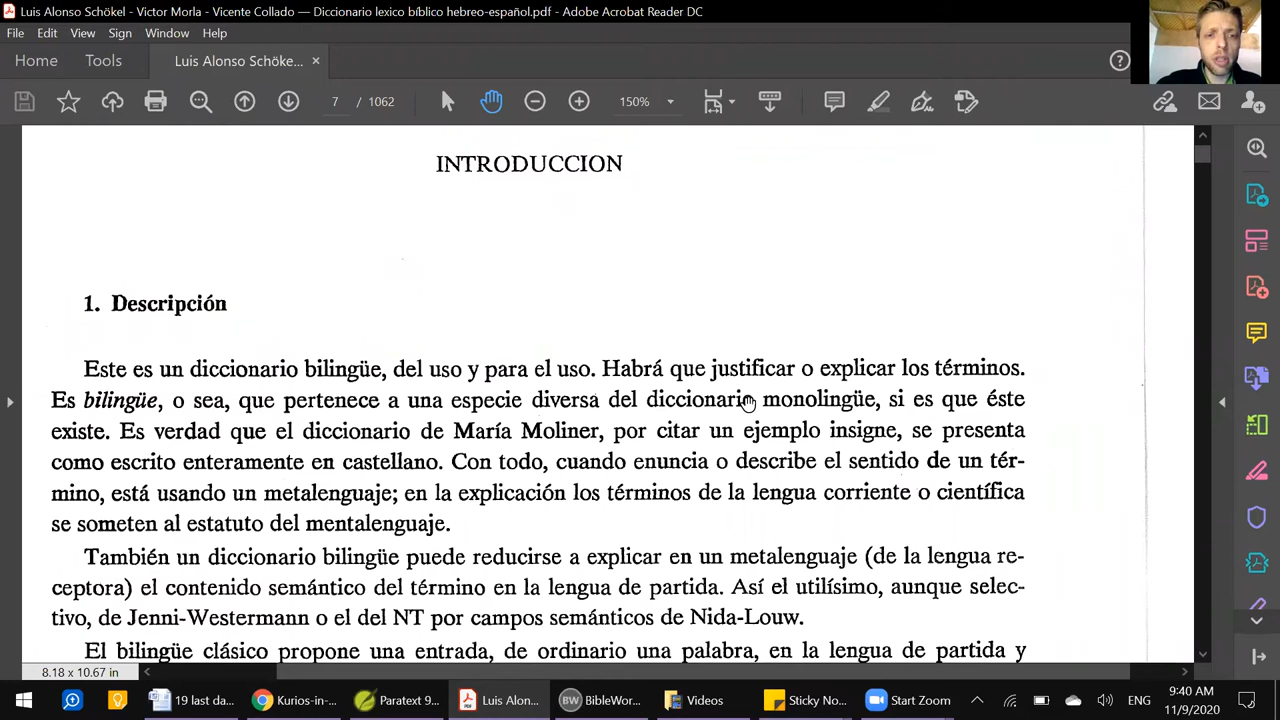 Luis Alonso Schökel - Victor Morla - Vicente Collado — Diccionario lexico bíblico hebreo-español.pdf - Adobe Acrobat Reader DC
File Edit View Sign Window Help
Home Tools Luis Alonso Schöke... ×
7 / 1062 150%
INTRODUCCION
1. Descripción
Este es un diccionario bilingüe, del uso y para el uso. Habrá que justificar o explicar los términos.
Es bilingüe, o sea, que pertenece a una especie diversa del diccionario monolingüe, si es que éste
existe. Es verdad que el diccionario de María Moliner, por citar un ejemplo insigne, se presenta
como escrito enteramente en castellano. Con todo, cuando enuncia o describe el sentido de un tér-
mino, está usando un metalenguaje; en la explicación los términos de la lengua corriente o científica
se someten al estatuto del mentalenguaje.
También un diccionario bilingüe puede reducirse a explicar en un metalenguaje (de la lengua re-
ceptora) el contenido semántico del término en la lengua de partida. Así el utilísimo, aunque selec-
tivo, de Jenni-Westermann o el del NT por campos semánticos de Nida-Louw.
El bilingüe clásico propone una entrada, de ordinario una palabra, en la lengua de partida y
8.18 x 10.67 in
19 last da... Kurios-in-... Paratext 9... Luis Alon... BibleWor... Videos Sticky No... Start Zoom ENG 9:40 AM
11/9/2020